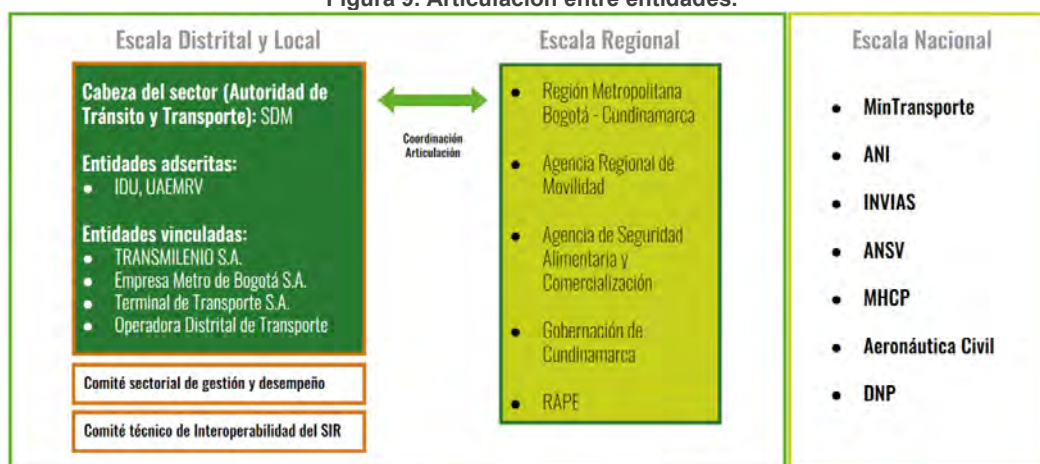 Figura 9. Articulación entre entidades.
Escala Distrital y Local
Cabeza del sector (Autoridad de
Tránsito y Transporte): SDM
Entidades adscritas:
● IDU, UAEMRV
Entidades vinculadas:
● TRANSMILENIO S.A.
● Empresa Metro de Bogotá S.A.
● Terminal de Transporte S.A.
● Operadora Distrital de Transporte
Comité sectorial de gestión y desempeño
Comité técnico de Interoperabilidad del SIR
Coordinación
Articulación
Escala Regional
● Región Metropolitana
Bogotá - Cundinamarca
● Agencia Regional de
Movilidad
● Agencia de Seguridad
Alimentaria y
Comercialización
● Gobernación de
Cundinamarca
● RAPE
Escala Nacional
● MinTransporte
● ANI
● INVIAS
● ANSV
● MHCP
● Aeronáutica Civil
● DNP